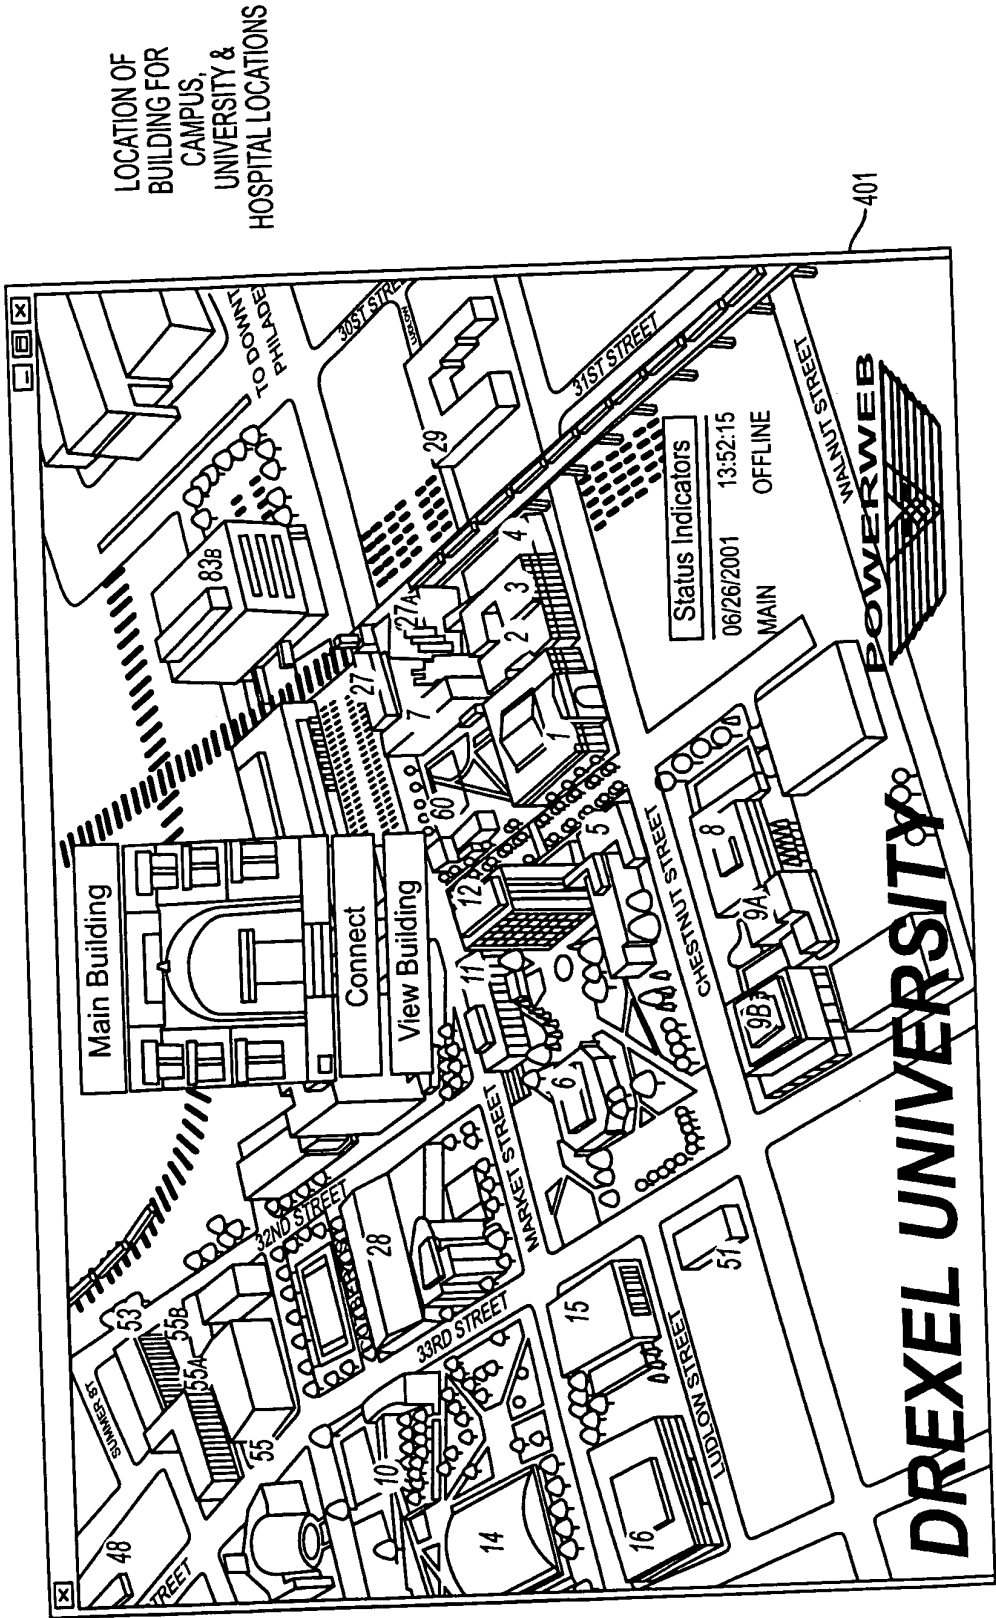 LOCATION OF
BUILDING FOR
CAMPUS,
UNIVERSITY &
HOSPITAL LOCATIONS
401
Main Building
Connect
View Building
TO DOWNT
PHILADE
30TH STRE
LUDLOW
31ST STREET
WALNUT STREET
CHESTNUT STREET
MARKET STREET
32ND STREET
33RD STREET
LUDLOW STREET
SUMMER ST
STREET
48
53
55B
55A
55
10
14
16
15
28
51
6
11
12
5
60
7
27
27A
83B
29
1
2
3
4
8
9A
9B
Status Indicators
06/26/2001 13:52:15
MAIN OFFLINE
POWERWEB
DREXEL UNIVERSITY